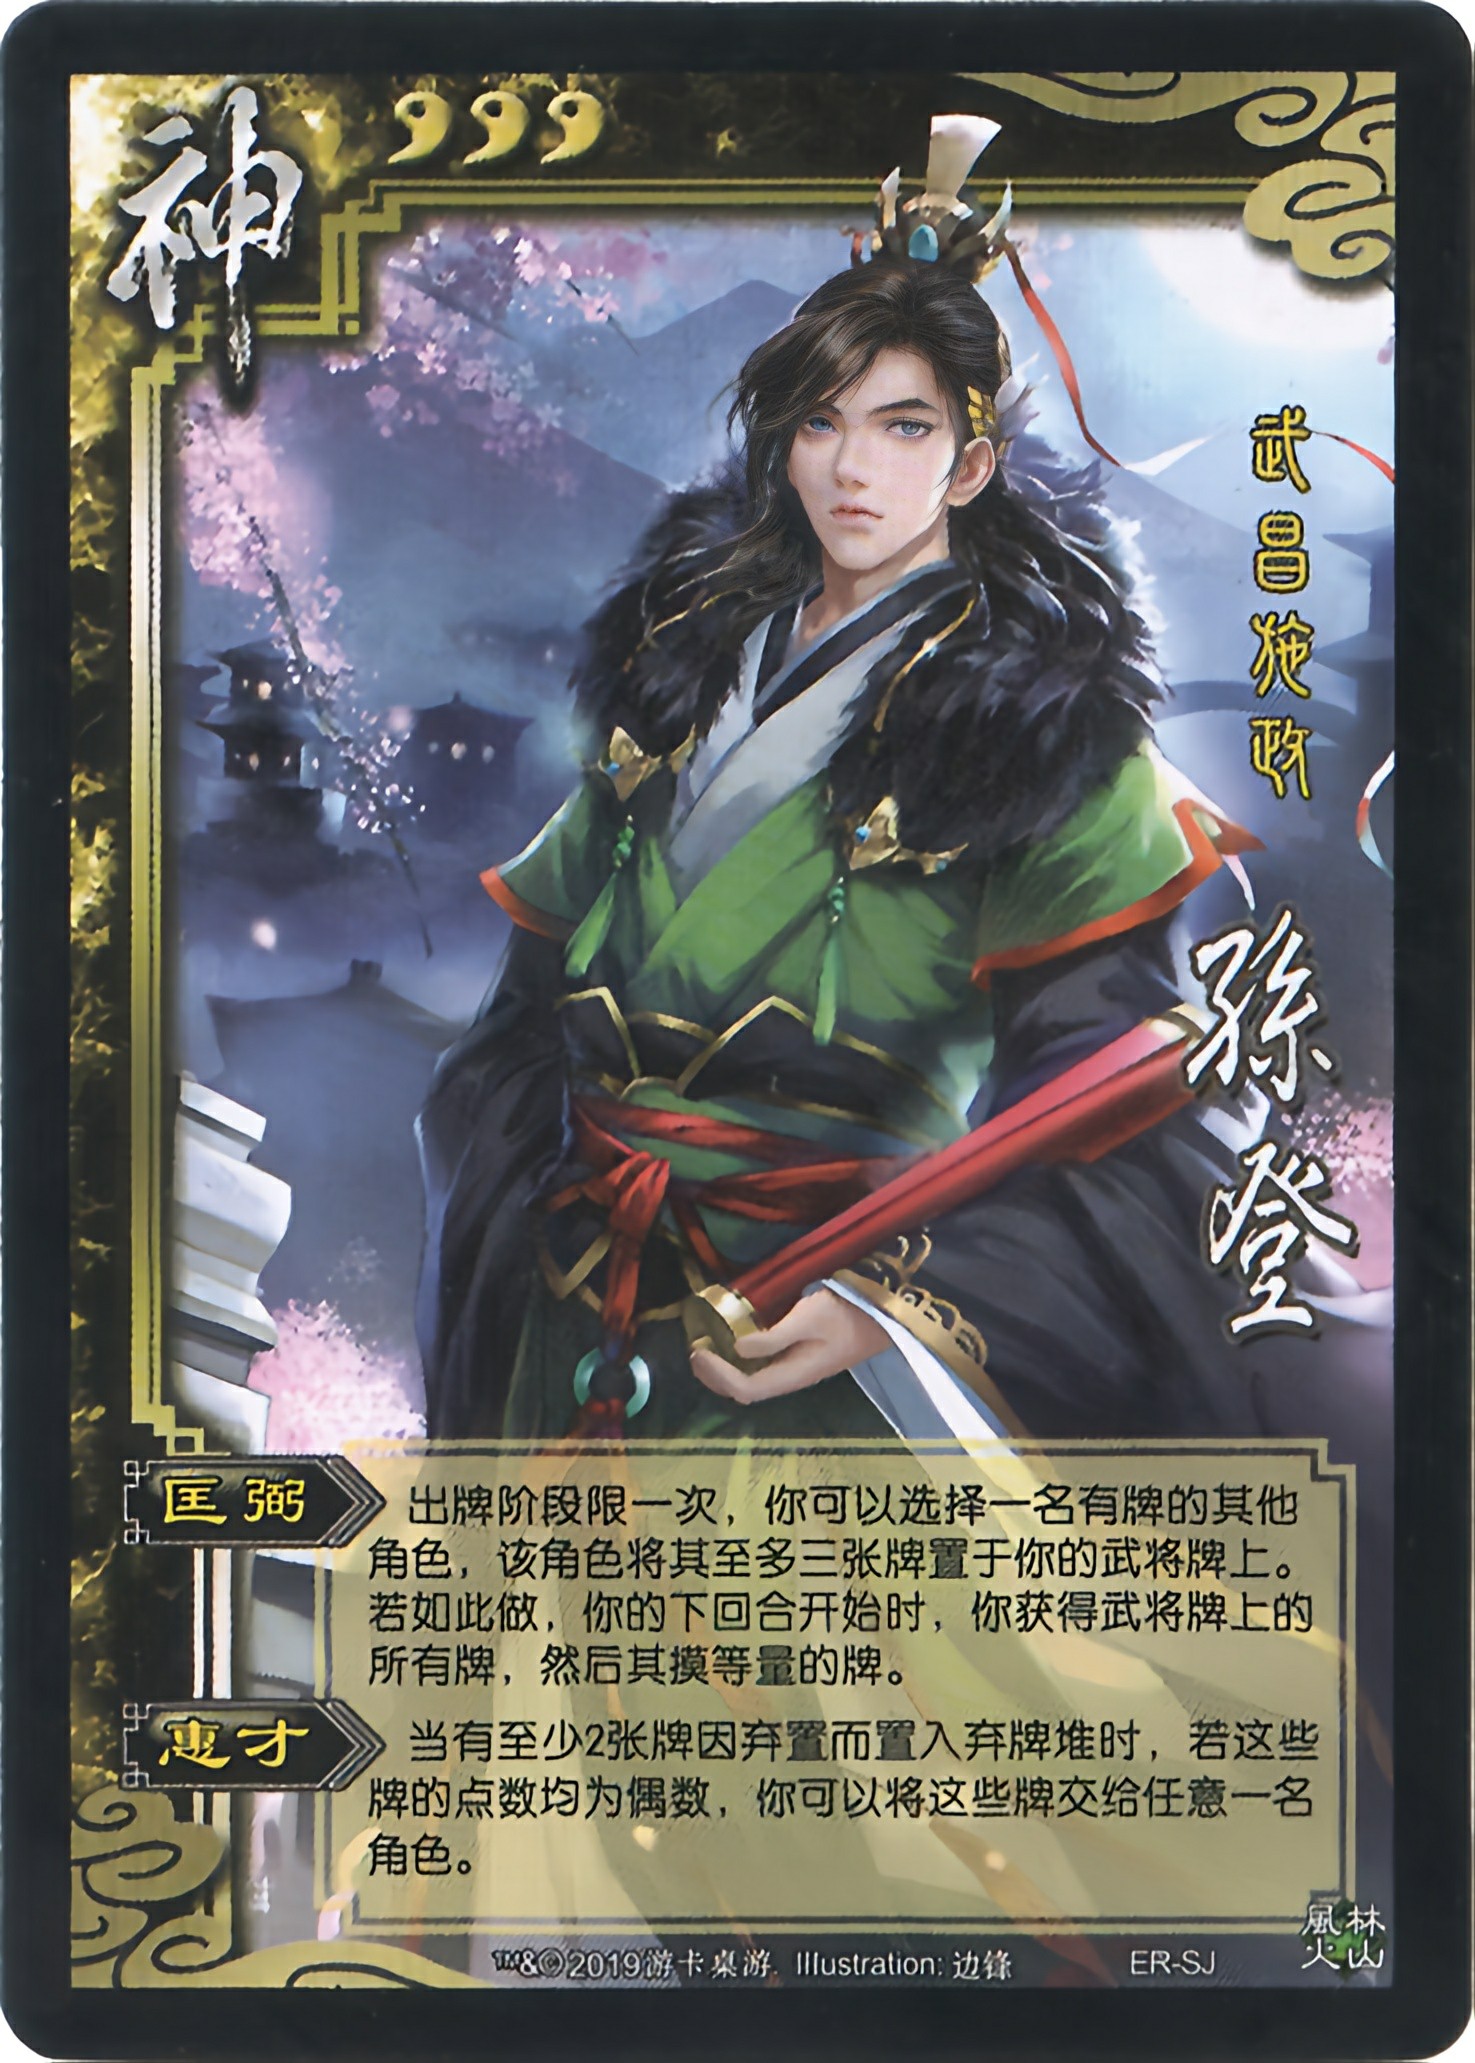 神
武昌施政
孫登
匡弼
出牌阶段限一次，你可以选择一名有牌的其他
角色，该角色将其至多三张牌置于你的武将牌上。
若如此做，你的下回合开始时，你获得武将牌上的
所有牌，然后其摸等量的牌。
惠才
当有至少2张牌因弃置而置入弃牌堆时，若这些
牌的点数均为偶数，你可以将这些牌交给任意一名
角色。
™&©2019游卡桌游. Illustration: 边锋
ER-SJ
風林
火山